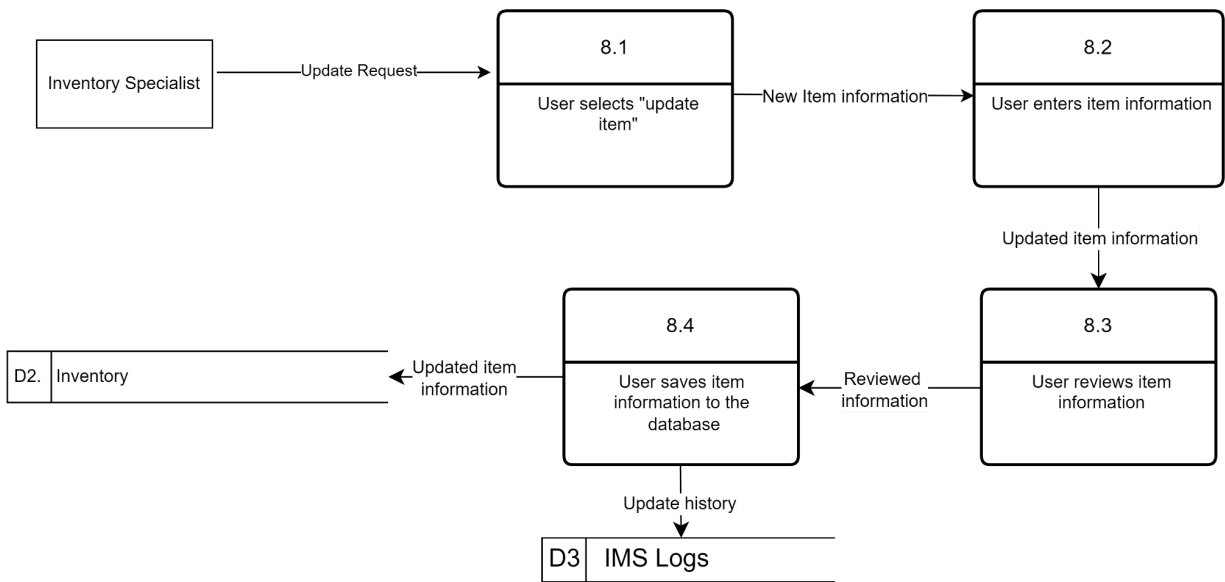 Inventory Specialist
Update Request
8.1
User selects "update
item"
New Item information
8.2
User enters item information
Updated item information
8.3
User reviews item
information
Reviewed
information
8.4
User saves item
information to the
database
Updated item
information
D2.
Inventory
Update history
D3
IMS Logs